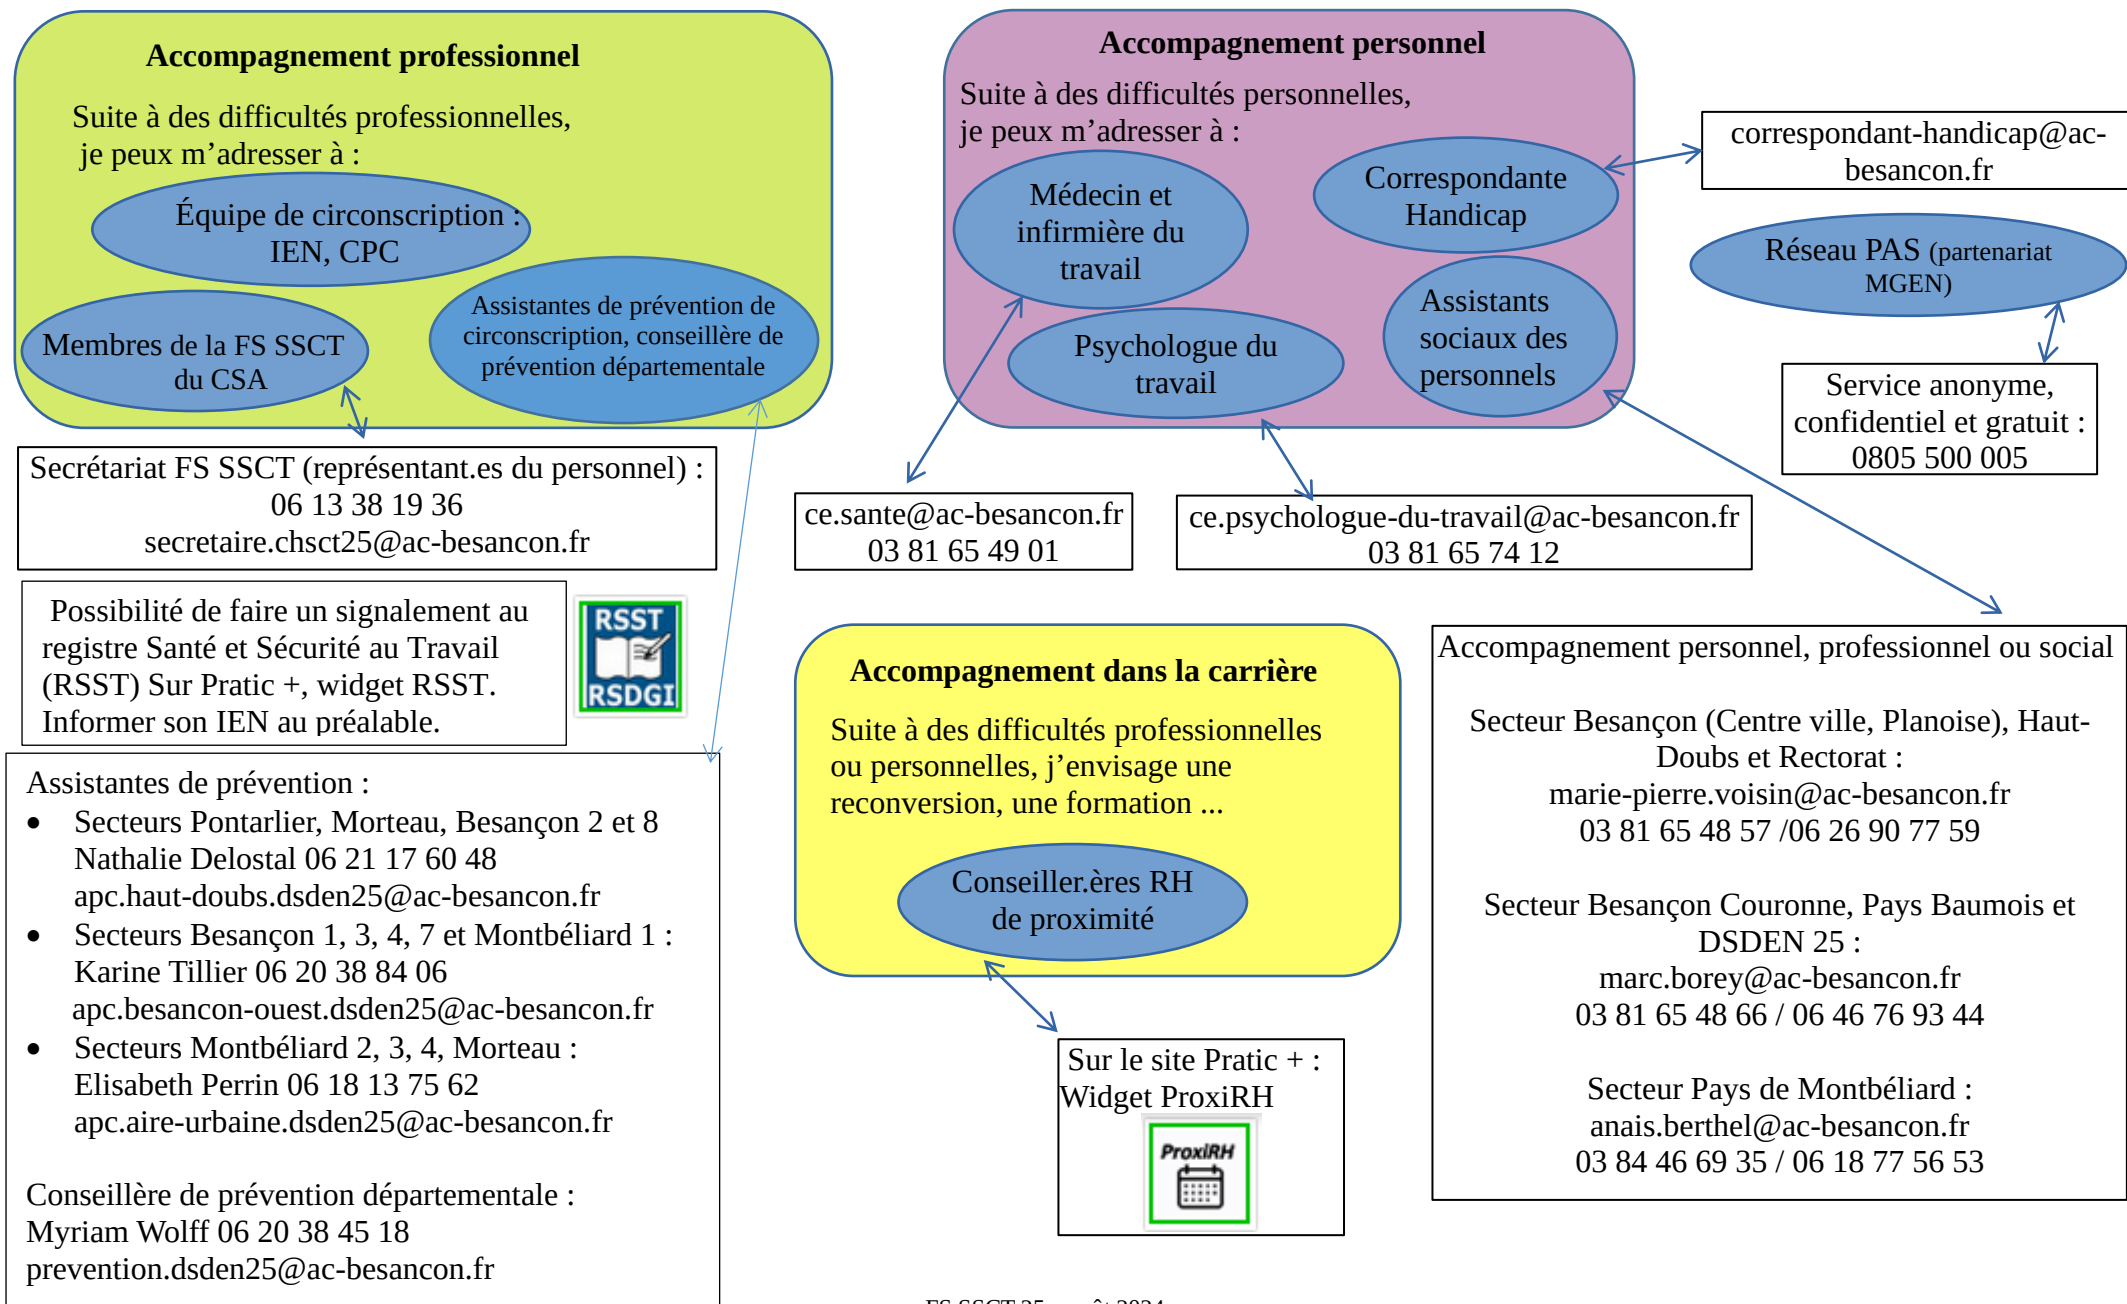 Accompagnement professionnel
Suite à des difficultés professionnelles,
je peux m’adresser à :
Équipe de circonscription :
IEN, CPC
Membres de la FS SSCT
du CSA
Assistantes de prévention de
circonscription, conseillère de
prévention départementale
Secrétariat FS SSCT (représentant.es du personnel) :
06 13 38 19 36
secretaire.chsct25@ac-besancon.fr
Possibilité de faire un signalement au
registre Santé et Sécurité au Travail
(RSST) Sur Pratic +, widget RSST.
Informer son IEN au préalable.
RSST
RSDGI
Assistantes de prévention :
• Secteurs Pontarlier, Morteau, Besançon 2 et 8
Nathalie Delostal 06 21 17 60 48
apc.haut-doubs.dsden25@ac-besancon.fr
• Secteurs Besançon 1, 3, 4, 7 et Montbéliard 1 :
Karine Tillier 06 20 38 84 06
apc.besancon-ouest.dsden25@ac-besancon.fr
• Secteurs Montbéliard 2, 3, 4, Morteau :
Elisabeth Perrin 06 18 13 75 62
apc.aire-urbaine.dsden25@ac-besancon.fr
Conseillère de prévention départementale :
Myriam Wolff 06 20 38 45 18
prevention.dsden25@ac-besancon.fr
Accompagnement personnel
Suite à des difficultés personnelles,
je peux m’adresser à :
Médecin et
infirmière du
travail
Correspondante
Handicap
Psychologue du
travail
Assistants
sociaux des
personnels
correspondant-handicap@ac-
besancon.fr
Réseau PAS (partenariat
MGEN)
Service anonyme,
confidentiel et gratuit :
0805 500 005
ce.sante@ac-besancon.fr
03 81 65 49 01
ce.psychologue-du-travail@ac-besancon.fr
03 81 65 74 12
Accompagnement dans la carrière
Suite à des difficultés professionnelles
ou personnelles, j’envisage une
reconversion, une formation ...
Conseiller.ères RH
de proximité
Sur le site Pratic + :
Widget ProxiRH
ProxiRH
Accompagnement personnel, professionnel ou social
Secteur Besançon (Centre ville, Planoise), Haut-
Doubs et Rectorat :
marie-pierre.voisin@ac-besancon.fr
03 81 65 48 57 /06 26 90 77 59
Secteur Besançon Couronne, Pays Baumois et
DSDEN 25 :
marc.borey@ac-besancon.fr
03 81 65 48 66 / 06 46 76 93 44
Secteur Pays de Montbéliard :
anais.berthel@ac-besancon.fr
03 84 46 69 35 / 06 18 77 56 53
FS SSCT 25 août 2024